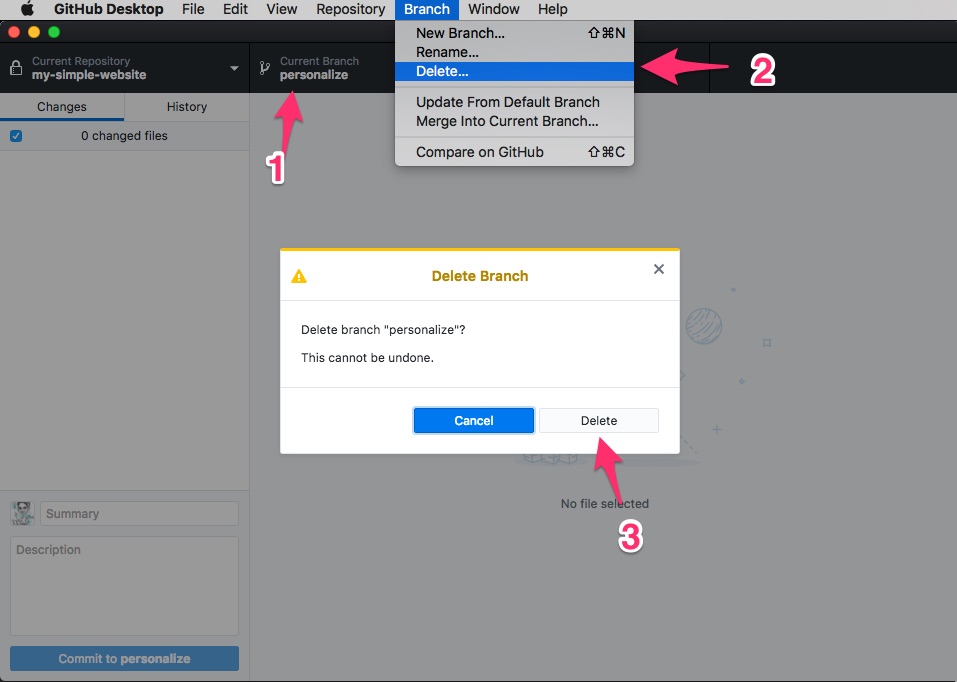 GitHub Desktop File Edit View Repository Branch Window Help
New Branch... ⇧⌘N
Rename...
Delete...
Update From Default Branch
Merge Into Current Branch...
Compare on GitHub ⇧⌘C
Current Repository
my-simple-website
Current Branch
personalize
2
Changes History
0 changed files
1
Delete Branch
Delete branch "personalize"?
This cannot be undone.
Cancel Delete
No file selected
3
Summary
Description
Commit to personalize